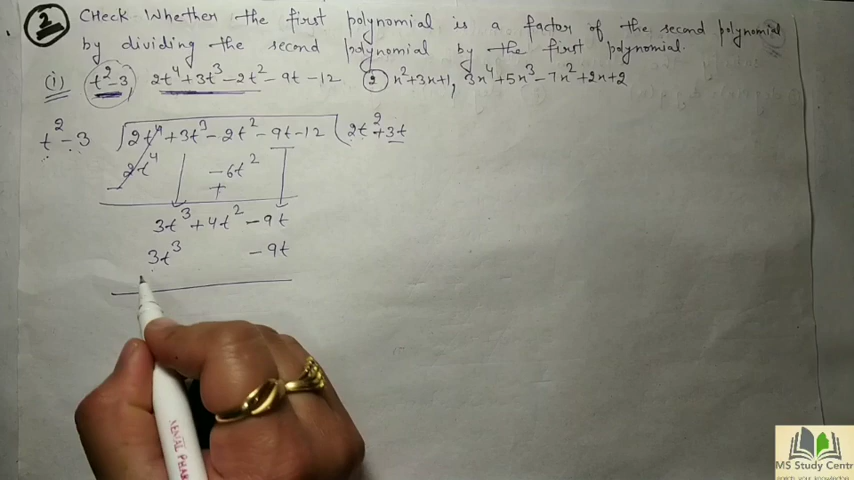 2 Check Whether the first polynomial is a factor of the second polynomial
by dividing the second polynomial by the first polynomial.
(i) t²-3, 2t⁴+3t³-2t²-9t-12 2 x²+3x+1, 3x⁴+5x³-7x²+2x+2
t²-3 2t⁴+3t³-2t²-9t-12 2t²+3t
2t⁴ -6t²
- +
3t³+4t²-9t
3t³ -9t
MS Study Centr